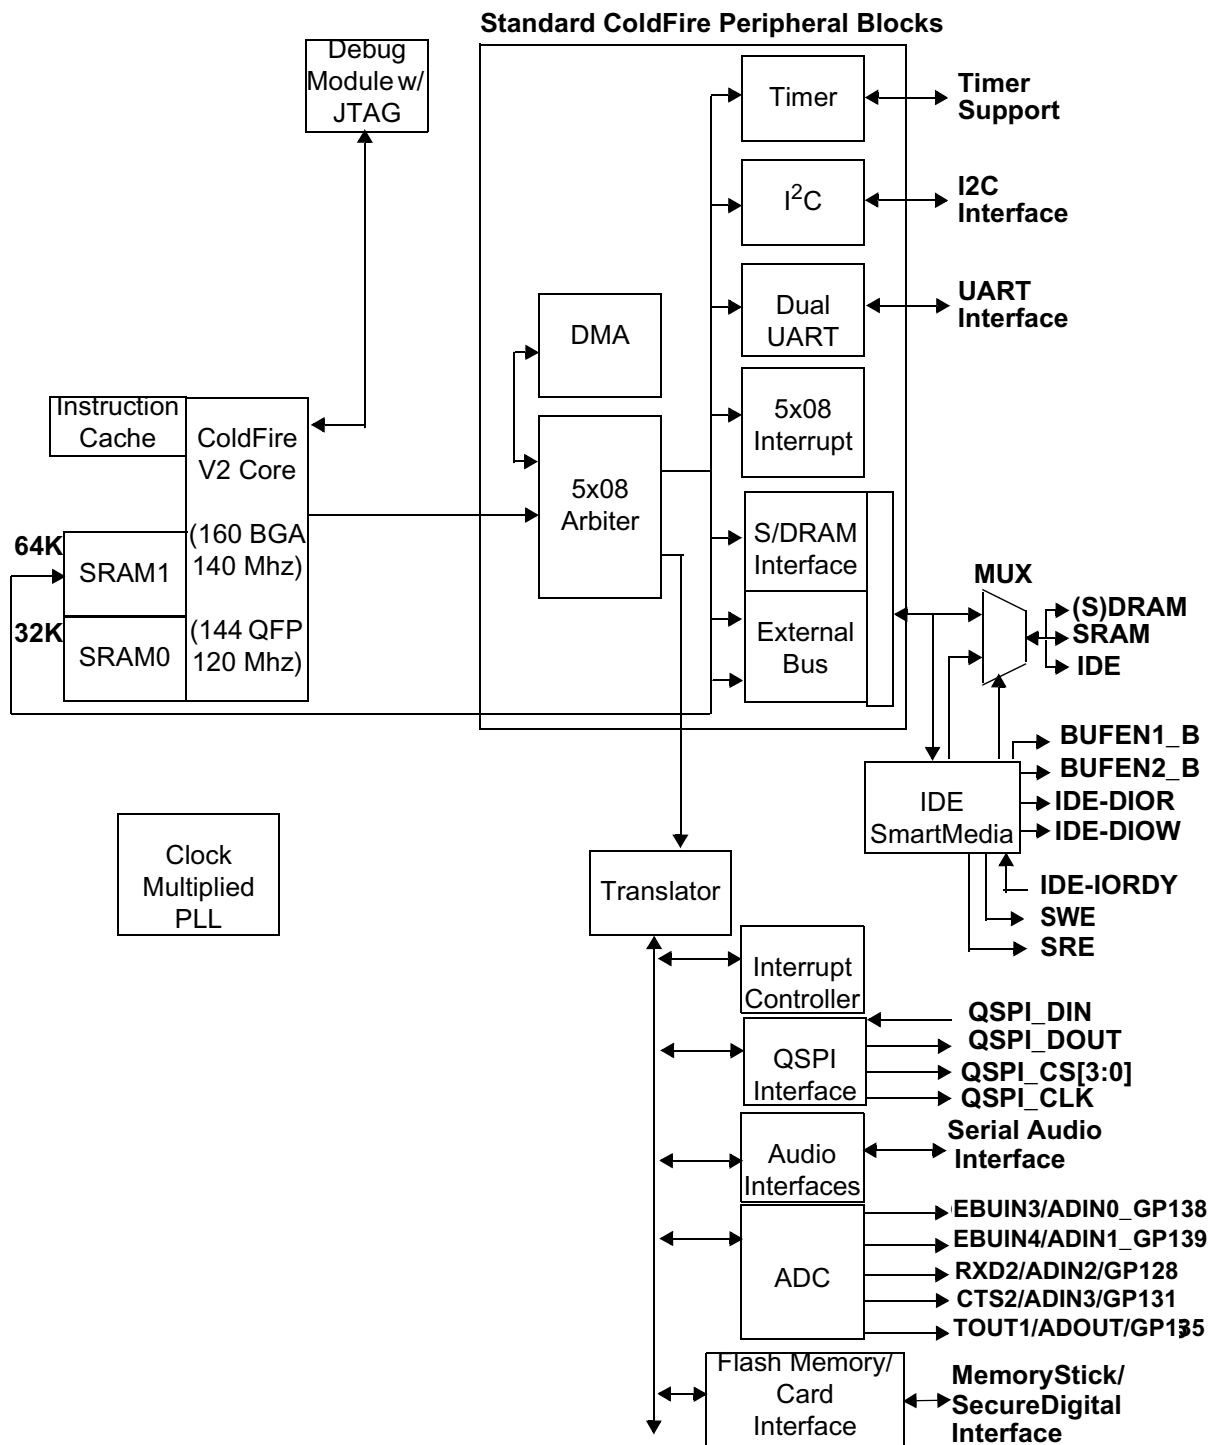 Standard ColdFire Peripheral Blocks
Debug
Module w/
JTAG
Timer
Timer
Support
I2C
I2C
Interface
Dual
UART
UART
Interface
DMA
5x08
Interrupt
Instruction
Cache
ColdFire
V2 Core
(160 BGA
140 Mhz)
(144 QFP
120 Mhz)
64K
SRAM1
32K
SRAM0
5x08
Arbiter
S/DRAM
Interface
External
Bus
MUX
(S)DRAM
SRAM
IDE
BUFEN1_B
BUFEN2_B
IDE-DIOR
IDE-DIOW
IDE
SmartMedia
IDE-IORDY
SWE
SRE
Clock
Multiplied
PLL
Translator
Interrupt
Controller
QSPI_DIN
QSPI_DOUT
QSPI_CS[3:0]
QSPI_CLK
QSPI
Interface
Audio
Interfaces
Serial Audio
Interface
ADC
EBUIN3/ADIN0_GP138
EBUIN4/ADIN1_GP139
RXD2/ADIN2/GP128
CTS2/ADIN3/GP131
TOUT1/ADOUT/GP135
Flash Memory/
Card
Interface
MemoryStick/
SecureDigital
Interface